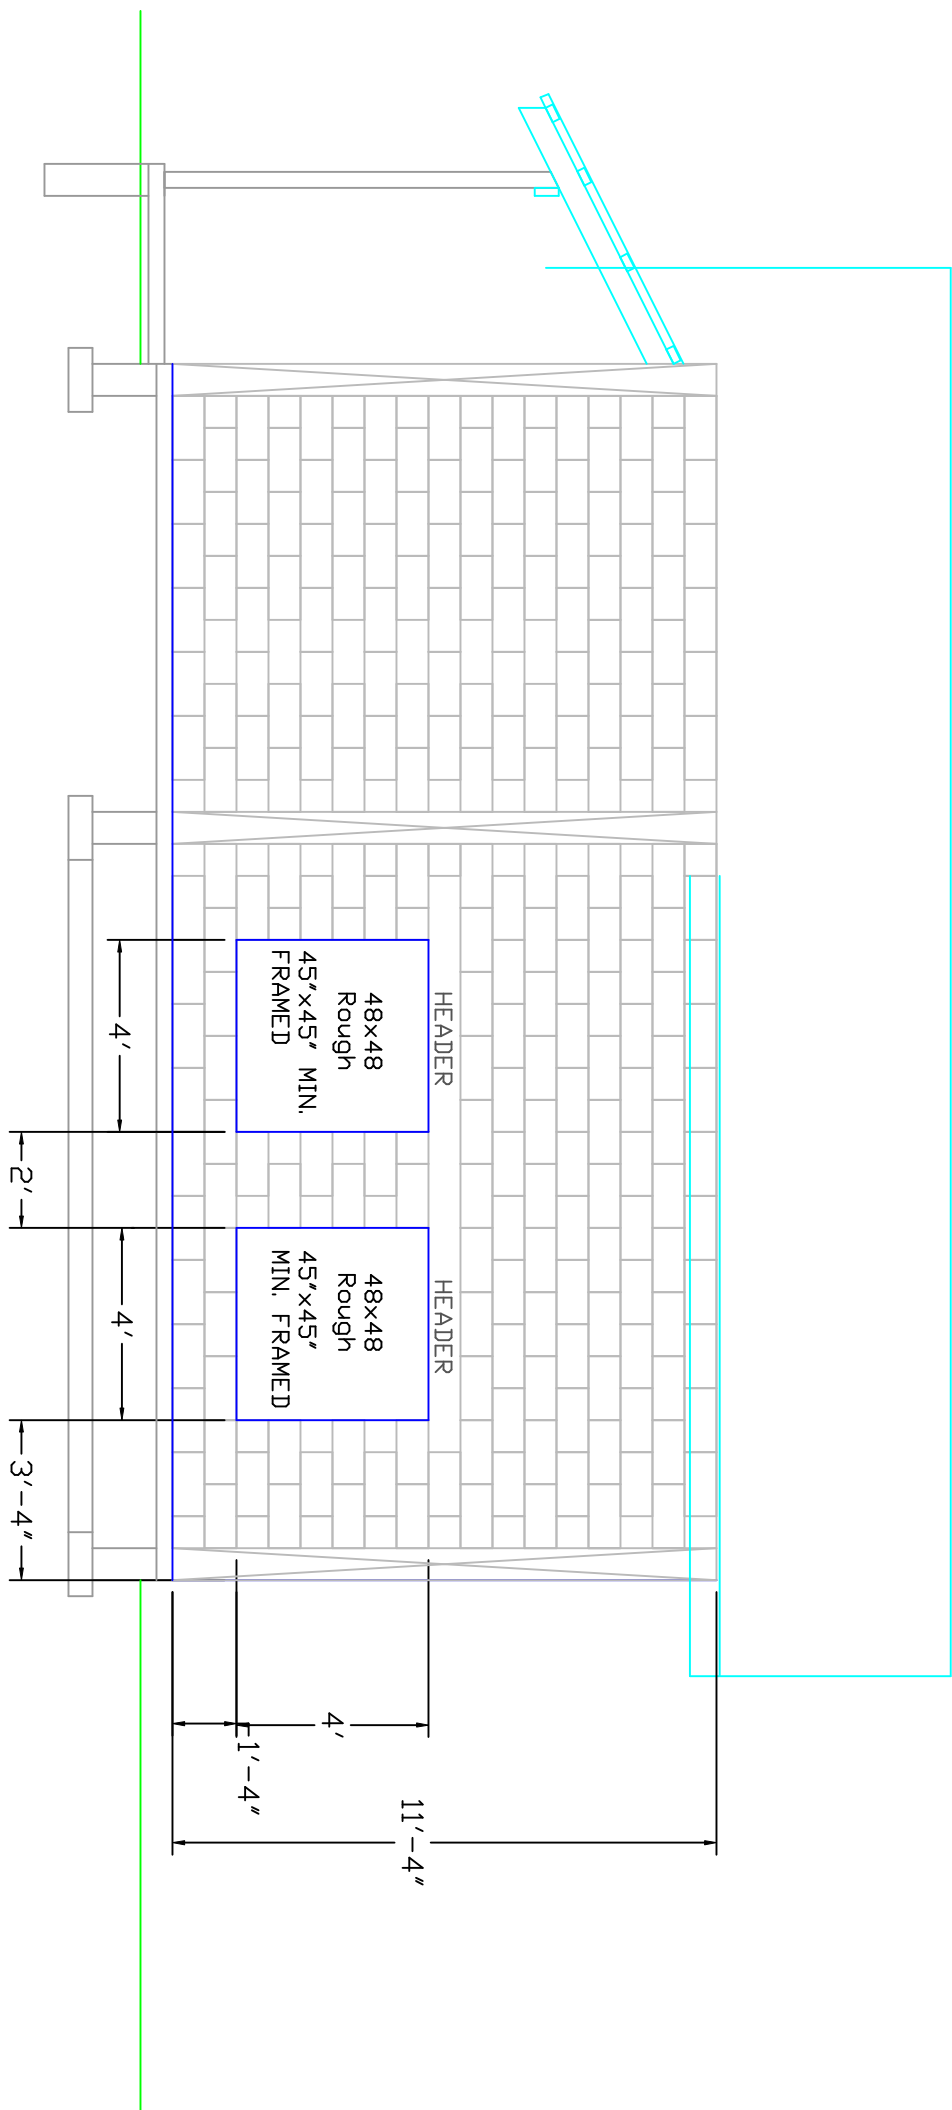 HEADER
48x48
Rough
45"x45" MIN.
FRAMED
HEADER
48x48
Rough
45"x45"
MIN. FRAMED
4'
2'
4'
3'-4"
4'
1'-4"
11'-4"